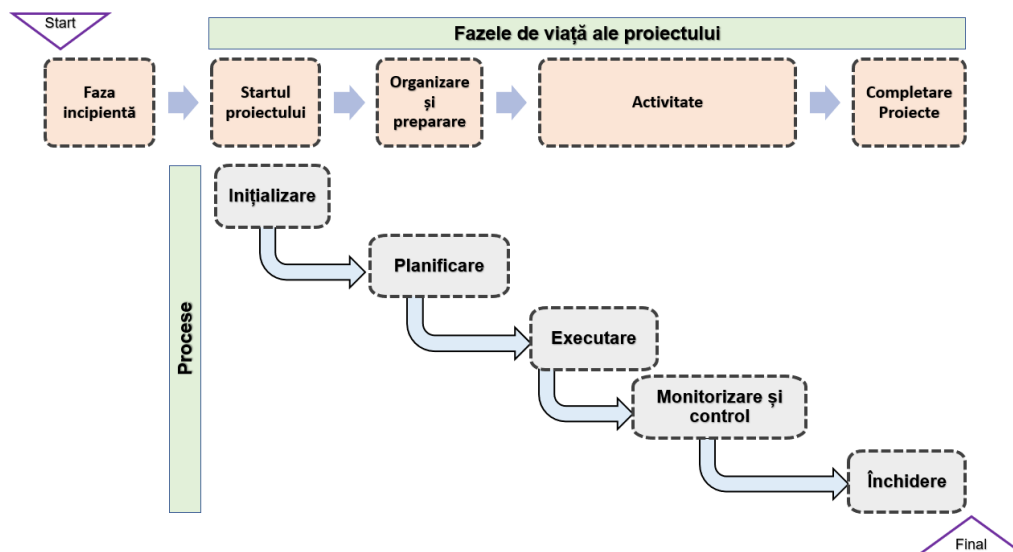 Start
Fazele de viață ale proiectului
Faza
incipientă
Startul
proiectului
Organizare
și
preparare
Activitate
Completare
Proiecte
Procese
Inițializare
Planificare
Executare
Monitorizare și
control
Închidere
Final